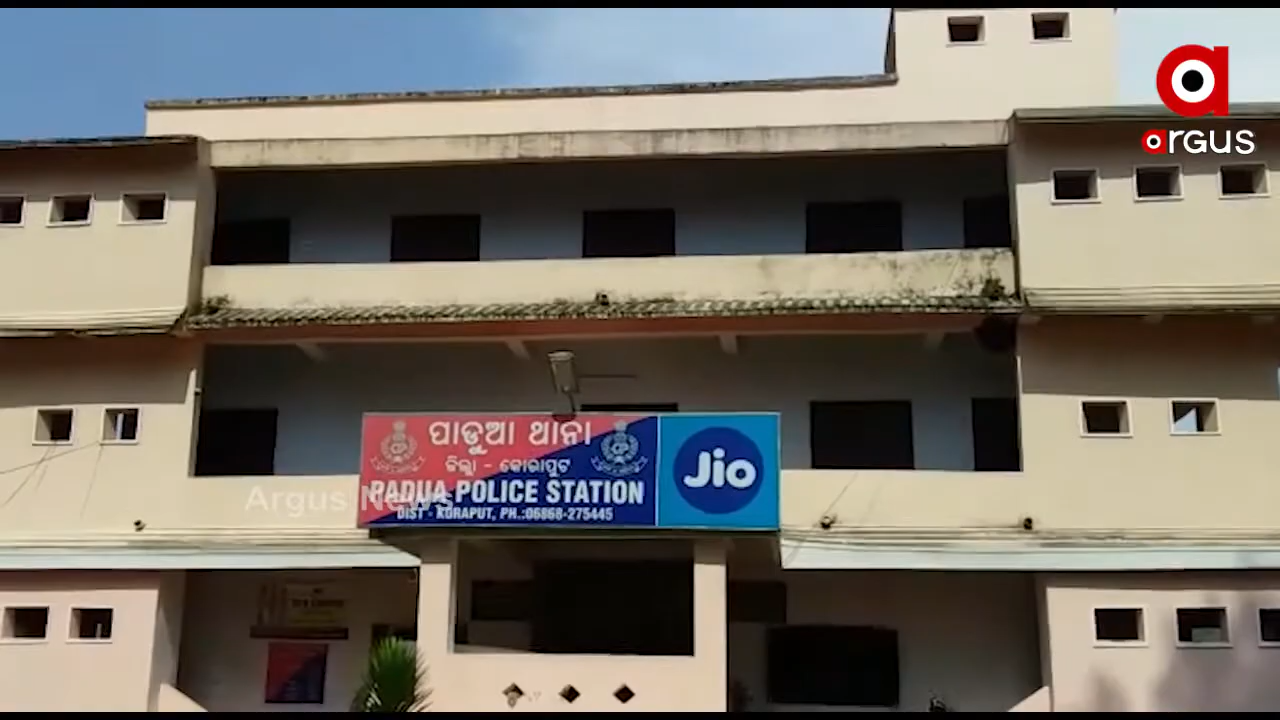 argus
ପାଡୁଆ ଥାନା
ଜିଲ୍ଲା - କୋରାପୁଟ
PADUA POLICE STATION
DIST - KORAPUT, PH.:06868-275445
Jio
Argus News